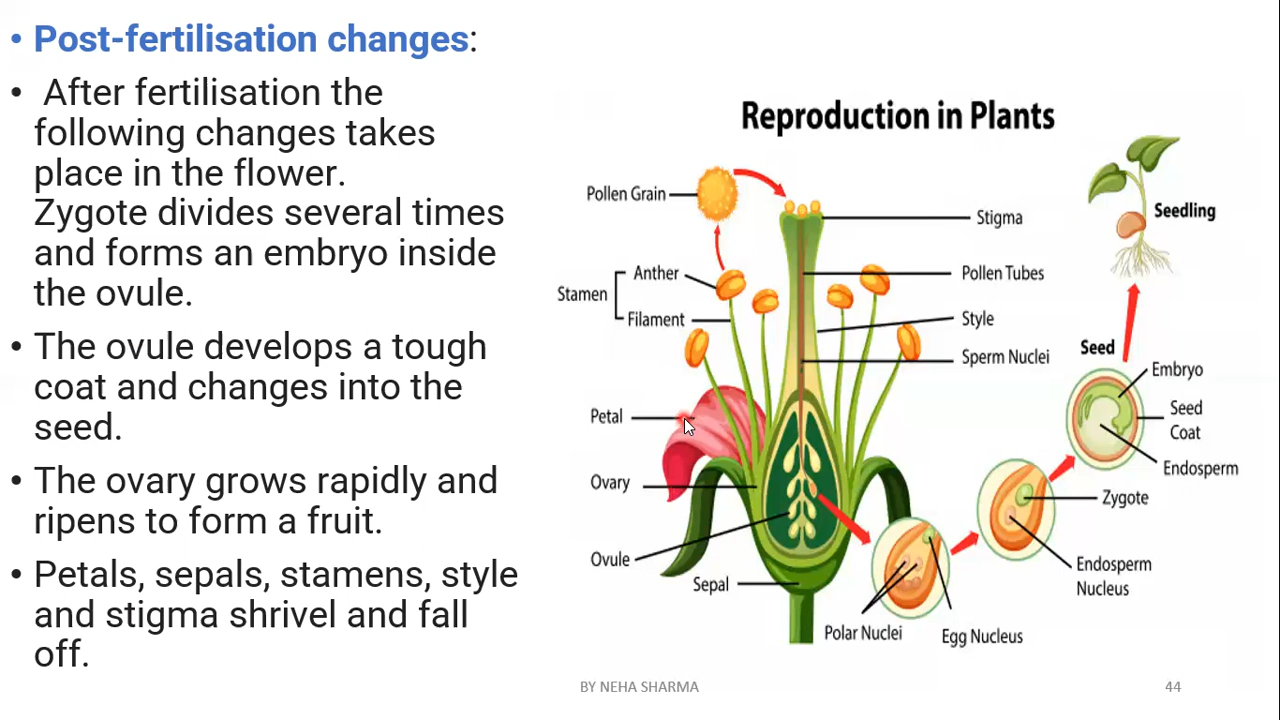 • Post-fertilisation changes:
• After fertilisation the
following changes takes
place in the flower.
Zygote divides several times
and forms an embryo inside
the ovule.
• The ovule develops a tough
coat and changes into the
seed.
• The ovary grows rapidly and
ripens to form a fruit.
• Petals, sepals, stamens, style
and stigma shrivel and fall
off.
Reproduction in Plants
Pollen Grain
Stigma
Seedling
Anther
Pollen Tubes
Stamen
Filament
Style
Sperm Nuclei
Seed
Embryo
Petal
Seed
Coat
Endosperm
Ovary
Zygote
Ovule
Endosperm
Nucleus
Sepal
Polar Nuclei
Egg Nucleus
BY NEHA SHARMA
44